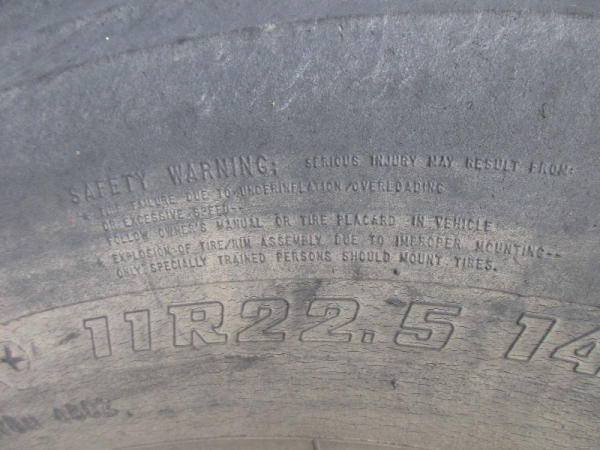 SAFETY WARNING: SERIOUS INJURY MAY RESULT FROM:
* TIRE FAILURE DUE TO UNDERINFLATION/OVERLOADING
OR EXCESSIVE SPEED--
FOLLOW OWNER'S MANUAL OR TIRE PLACARD IN VEHICLE
* EXPLOSION OF TIRE/RIM ASSEMBLY DUE TO IMPROPER MOUNTING--
ONLY SPECIALLY TRAINED PERSONS SHOULD MOUNT TIRES.
11R22.5 14